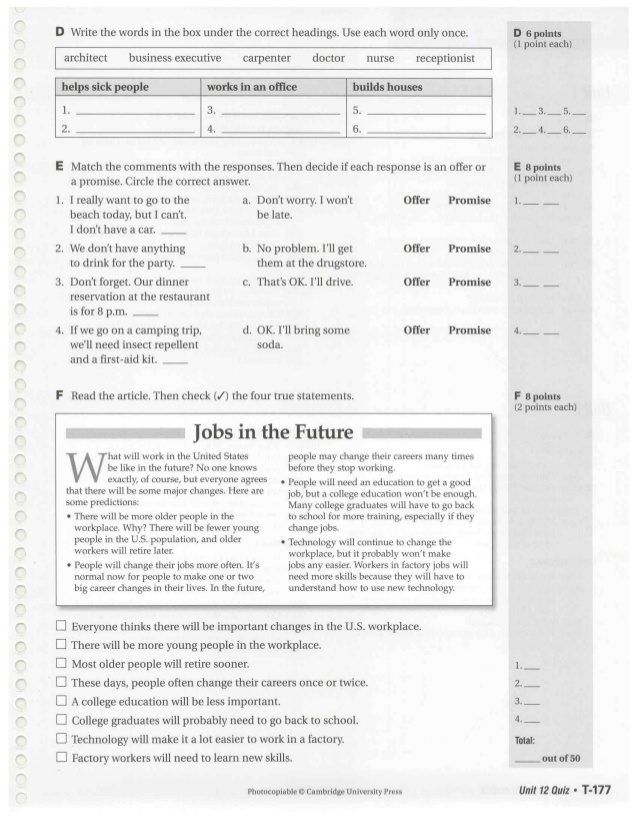 D Write the words in the box under the correct headings. Use each word only once.
D 6 points
(1 point each)
architect business executive carpenter doctor nurse receptionist
helps sick people works in an office builds houses
1. ___ 3. ___ 5. ___
2. ___ 4. ___ 6. ___
1. ___ 3. ___ 5. ___
2. ___ 4. ___ 6. ___
E Match the comments with the responses. Then decide if each response is an offer or
a promise. Circle the correct answer.
E 8 points
(1 point each)
1. I really want to go to the
beach today, but I can't.
I don't have a car. ___
a. Don't worry. I won't
be late.
Offer Promise
1. ___ ___
2. We don't have anything
to drink for the party. ___
b. No problem. I'll get
them at the drugstore.
Offer Promise
2. ___ ___
3. Don't forget. Our dinner
reservation at the restaurant
is for 8 p.m. ___
c. That's OK. I'll drive.
Offer Promise
3. ___ ___
4. If we go on a camping trip,
we'll need insect repellent
and a first-aid kit. ___
d. OK. I'll bring some
soda.
Offer Promise
4. ___ ___
F Read the article. Then check (✓) the four true statements.
F 8 points
(2 points each)
Jobs in the Future
What will work in the United States
be like in the future? No one knows
exactly, of course, but everyone agrees
that there will be some major changes. Here are
some predictions:
• There will be more older people in the
workplace. Why? There will be fewer young
people in the U.S. population, and older
workers will retire later.
• People will change their jobs more often. It's
normal now for people to make one or two
big career changes in their lives. In the future,
people may change their careers many times
before they stop working.
• People will need an education to get a good
job, but a college education won't be enough.
Many college graduates will have to go back
to school for more training, especially if they
change jobs.
• Technology will continue to change the
workplace, but it probably won't make
jobs any easier. Workers in factory jobs will
need more skills because they will have to
understand how to use new technology.
☐ Everyone thinks there will be important changes in the U.S. workplace.
☐ There will be more young people in the workplace.
☐ Most older people will retire sooner.
☐ These days, people often change their careers once or twice.
☐ A college education will be less important.
☐ College graduates will probably need to go back to school.
☐ Technology will make it a lot easier to work in a factory.
☐ Factory workers will need to learn new skills.
1. ___
2. ___
3. ___
4. ___
Total:
___ out of 50
Photocopiable © Cambridge University Press
Unit 12 Quiz • T-177